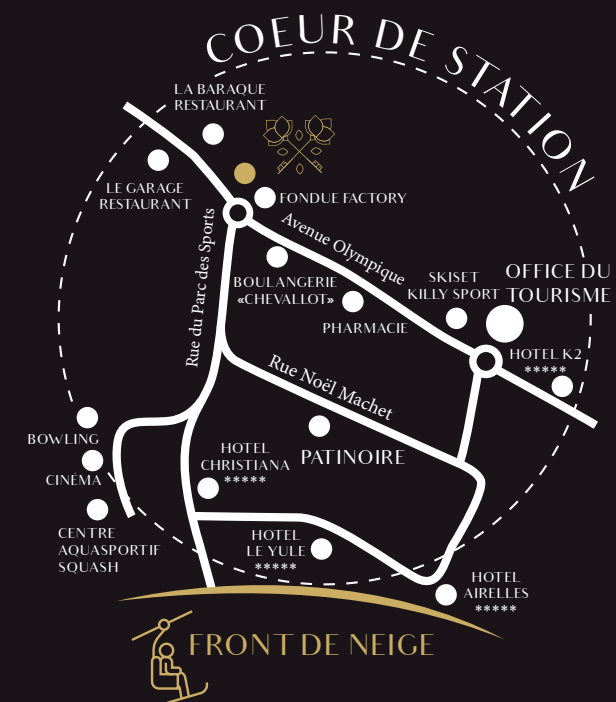 COEUR DE STATION
LA BARAQUE
RESTAURANT
LE GARAGE
RESTAURANT
FONDUE FACTORY
Avenue Olympique
Rue du Parc des Sports
BOULANGERIE
«CHEVALLOT»
PHARMACIE
SKISET
KILLY SPORT
OFFICE DU
TOURISME
HOTEL K2
*****
Rue Noël Machet
BOWLING
CINÉMA
CENTRE
AQUASPORTIF
SQUASH
HOTEL
CHRISTIANA
*****
PATINOIRE
HOTEL
LE YULE
*****
HOTEL
AIRELLES
*****
FRONT DE NEIGE